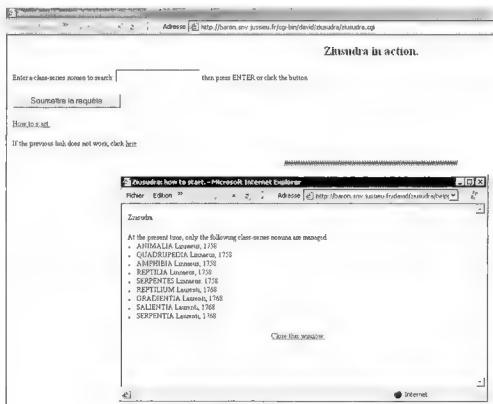 Adresse http://baron.snv.jussieu.fr/cgi-bin/david/ziusudra/ziusudra.cgi
Ziusudra in action.
Enter a class-series nomen to search: then press ENTER or click the button
Soumettre la requête
How to start.
If the previous link does not work, click here
Ziusudra: how to start. - Microsoft Internet Explorer
Fichier Edition » Adresse http://baron.snv.jussieu.fr/david/ziusudra/help
Ziusudra
At the present time, only the following class-series nomina are managed
ANIMALIA Linnaeus, 1758
QUADRUPEDIA Linnaeus, 1758
AMPHIBIA Linnaeus, 1758
REPTILIA Linnaeus, 1758
SERPENTES Linnaeus, 1758
REPTILIUM Laurenti, 1768
GRADIENTIA Laurenti, 1768
SALIENTIA Laurenti, 1768
SERPENTIA Laurenti, 1768
Close this window
Internet